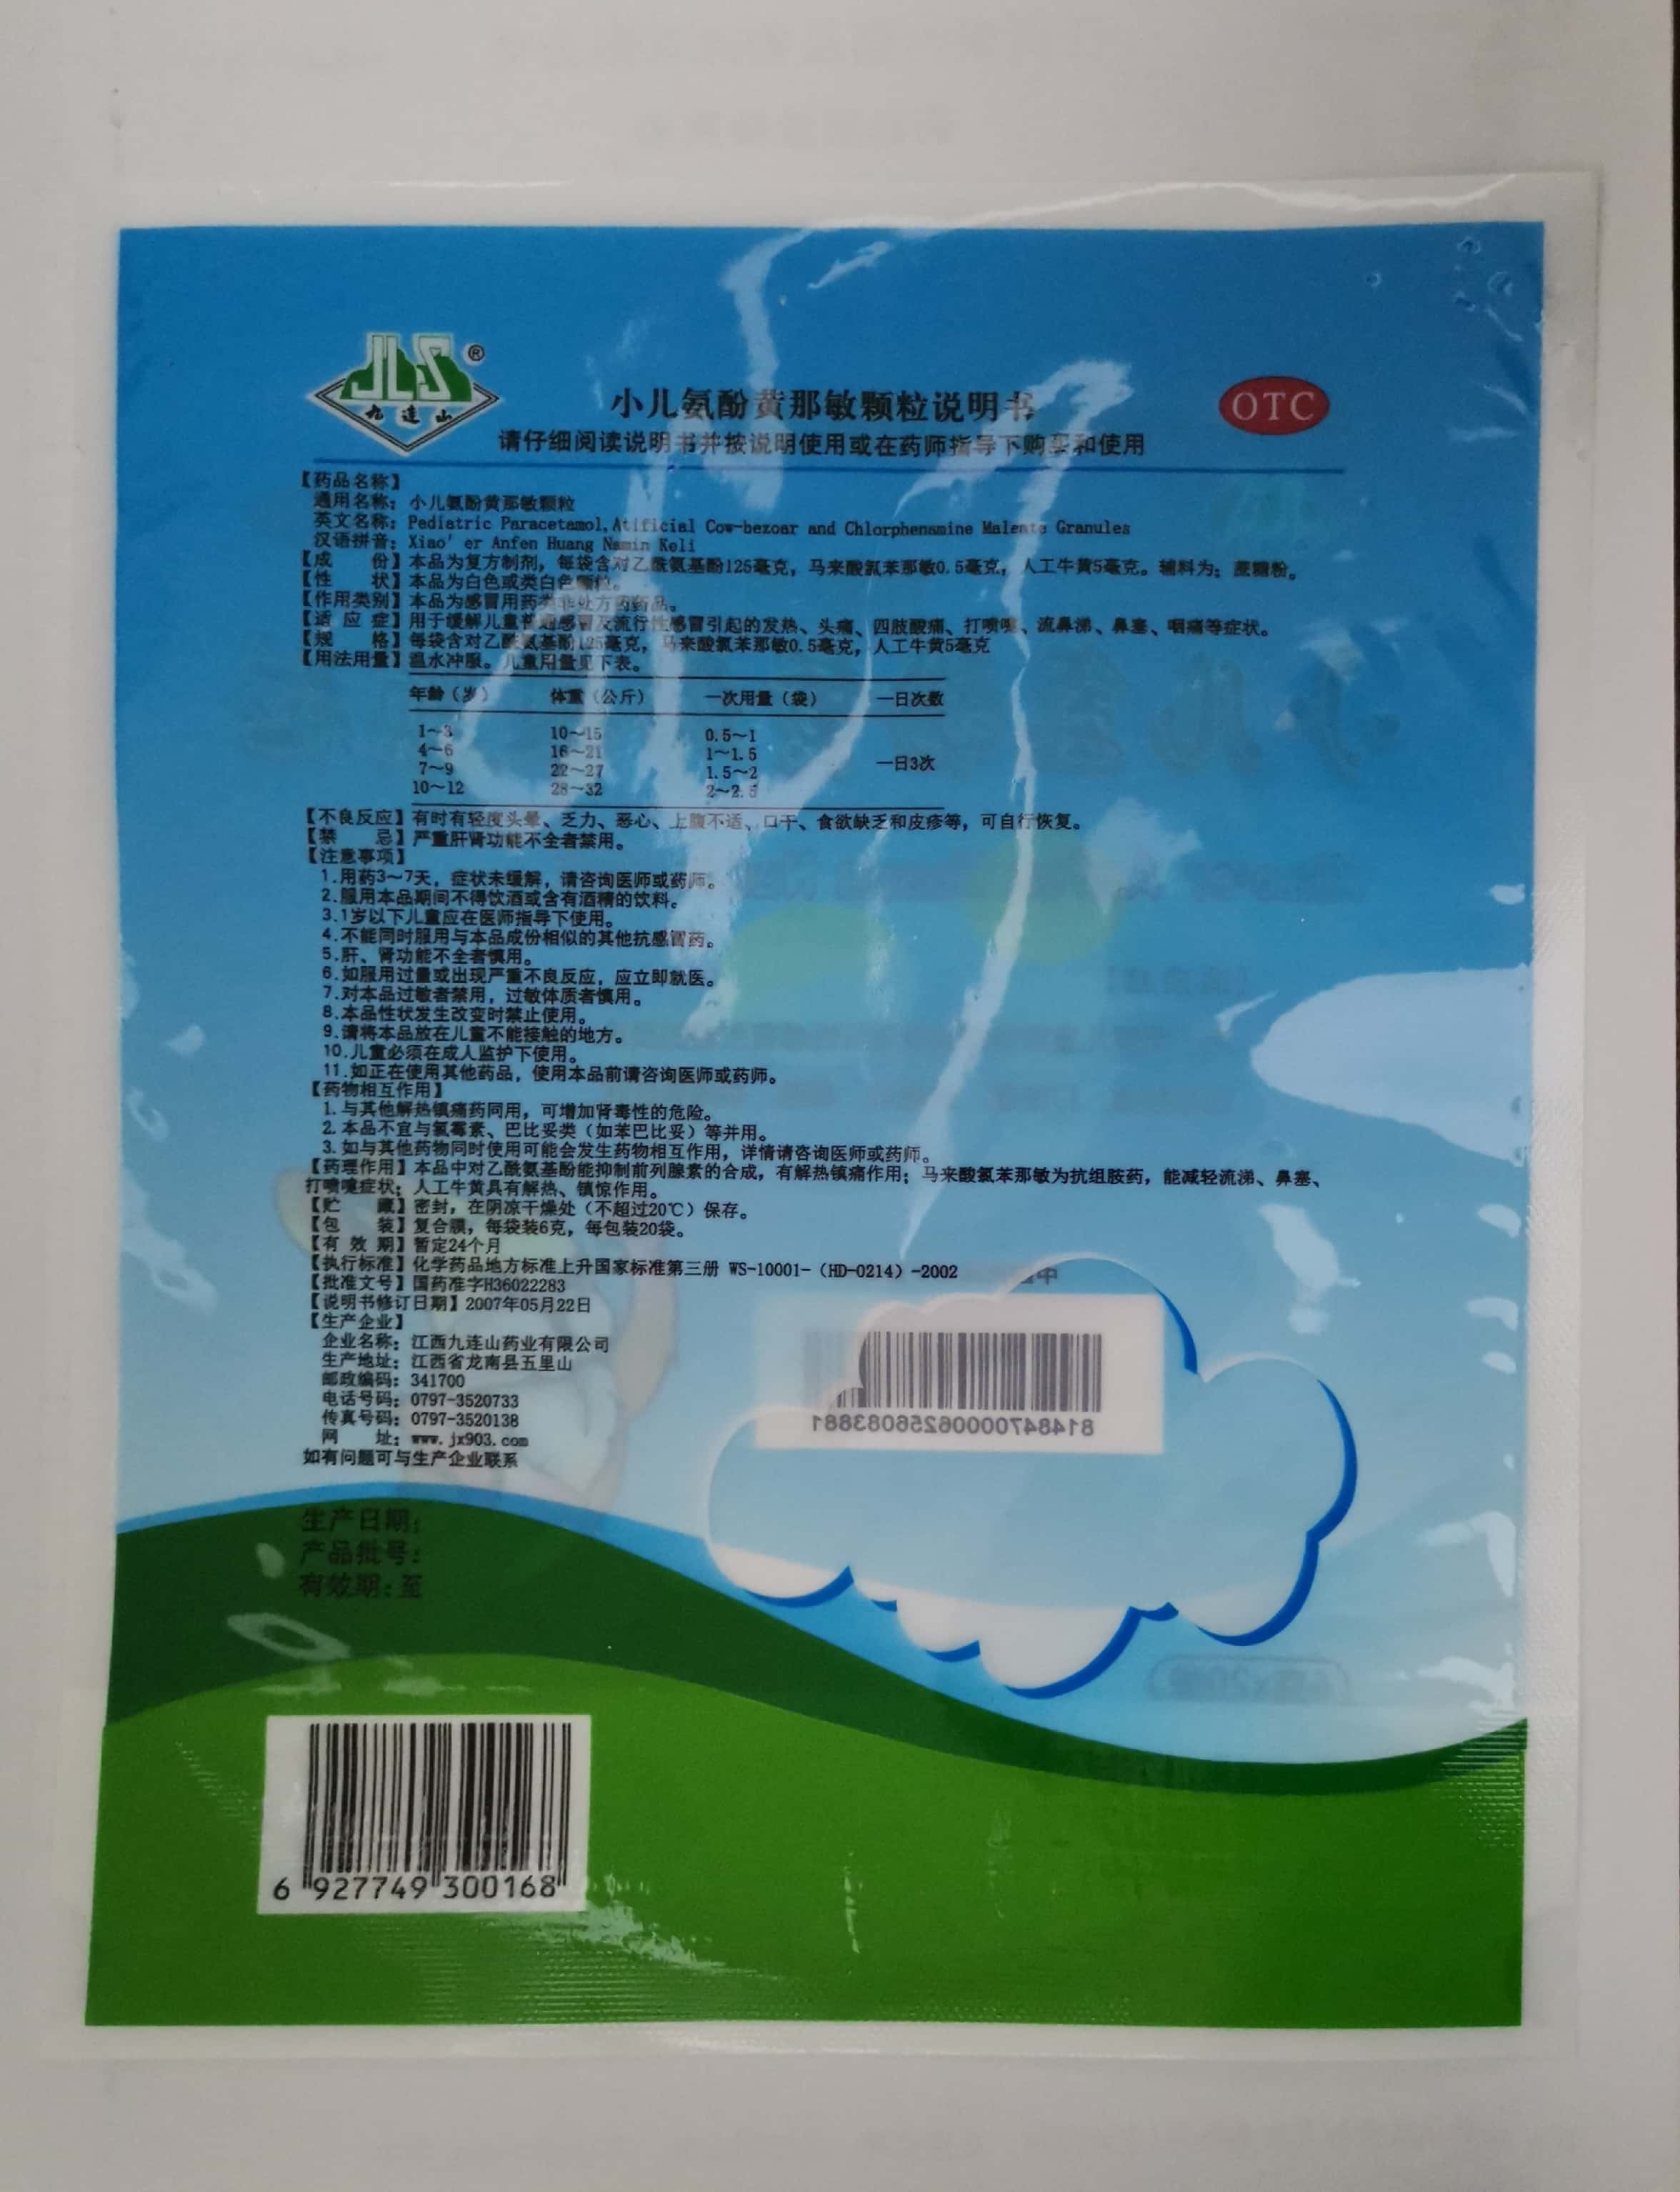 JLS®
九连山
小儿氨酚黄那敏颗粒说明书
OTC
请仔细阅读说明书并按说明使用或在药师指导下购买和使用
【药品名称】
通用名称：小儿氨酚黄那敏颗粒
英文名称：Pediatric Paracetamol, Atificial Cow-bezoar and Chlorphenamine Maleate Granules
汉语拼音：Xiao' er Anfen Huang Namin Keli
【成　　份】本品为复方制剂，每袋含对乙酰氨基酚125毫克，马来酸氯苯那敏0.5毫克，人工牛黄5毫克。辅料为：蔗糖粉。
【性　　状】本品为白色或类白色颗粒。
【作用类别】本品为感冒用药类非处方药药品。
【适 应 症】用于缓解儿童普通感冒及流行性感冒引起的发热、头痛、四肢酸痛、打喷嚏、流鼻涕、鼻塞、咽痛等症状。
【规　　格】每袋含对乙酰氨基酚125毫克，马来酸氯苯那敏0.5毫克，人工牛黄5毫克
【用法用量】温水冲服。儿童用量见下表。
年龄（岁） 体重（公斤） 一次用量（袋） 一日次数
1～3 10～15 0.5～1
4～6 16～21 1～1.5
7～9 22～27 1.5～2 一日3次
10～12 28～32 2～2.5
【不良反应】有时有轻度头晕、乏力、恶心、上腹不适、口干、食欲缺乏和皮疹等，可自行恢复。
【禁　　忌】严重肝肾功能不全者禁用。
【注意事项】
1.用药3～7天，症状未缓解，请咨询医师或药师。
2.服用本品期间不得饮酒或含有酒精的饮料。
3.1岁以下儿童应在医师指导下使用。
4.不能同时服用与本品成份相似的其他抗感冒药。
5.肝、肾功能不全者慎用。
6.如服用过量或出现严重不良反应，应立即就医。
7.对本品过敏者禁用，过敏体质者慎用。
8.本品性状发生改变时禁止使用。
9.请将本品放在儿童不能接触的地方。
10.儿童必须在成人监护下使用。
11.如正在使用其他药品，使用本品前请咨询医师或药师。
【药物相互作用】
1.与其他解热镇痛药同用，可增加肾毒性的危险。
2.本品不宜与氯霉素、巴比妥类（如苯巴比妥）等并用。
3.如与其他药物同时使用可能会发生药物相互作用，详情请咨询医师或药师。
【药理作用】本品中对乙酰氨基酚能抑制前列腺素的合成，有解热镇痛作用；马来酸氯苯那敏为抗组胺药，能减轻流涕、鼻塞、
打喷嚏症状；人工牛黄具有解热、镇惊作用。
【贮　　藏】密封，在阴凉干燥处（不超过20℃）保存。
【包　　装】复合膜，每袋装6克，每包装20袋。
【有 效 期】暂定24个月
【执行标准】化学药品地方标准上升国家标准第三册 WS-10001-（HD-0214）-2002
【批准文号】国药准字H36022283
【说明书修订日期】2007年05月22日
【生产企业】
企业名称：江西九连山药业有限公司
生产地址：江西省龙南县五里山
邮政编码：341700
电话号码：0797-3520733
传真号码：0797-3520138
网　　址：www.jx903.com
如有问题可与生产企业联系
81484700006256083881
生产日期：
产品批号：
有效期：至
6 927749 300168